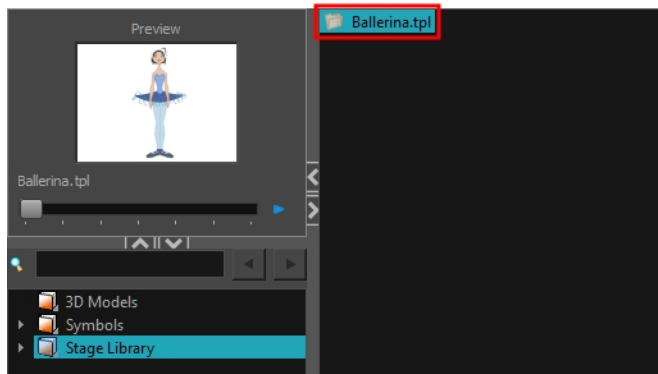 Preview
Ballerina.tpl
Ballerina.tpl
3D Models
Symbols
Stage Library